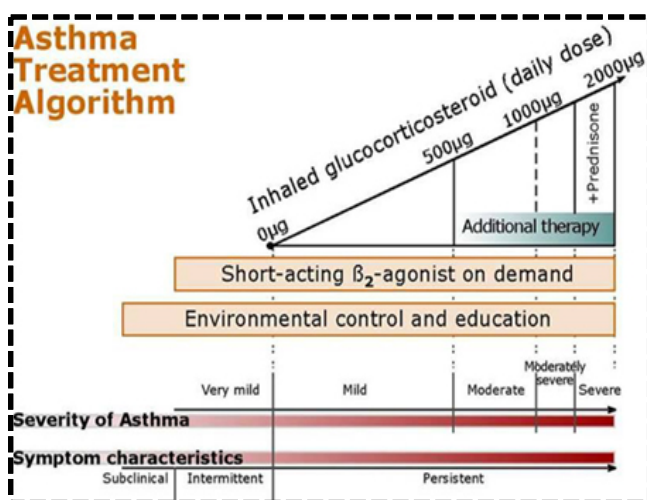 Asthma
Treatment
Algorithm
Inhaled glucocorticosteroid (daily dose)
0µg
500µg
1000µg
2000µg
+Prednisone
Additional therapy
Short-acting ß₂-agonist on demand
Environmental control and education
Very mild
Mild
Moderate
Moderately
severe
Severe
Severity of Asthma
Symptom characteristics
Subclinical
Intermittent
Persistent